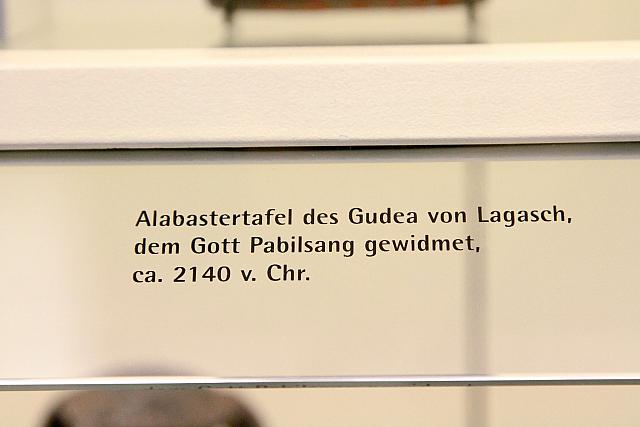 Alabastertafel des Gudea von Lagasch,
dem Gott Pabilsang gewidmet,
ca. 2140 v. Chr.